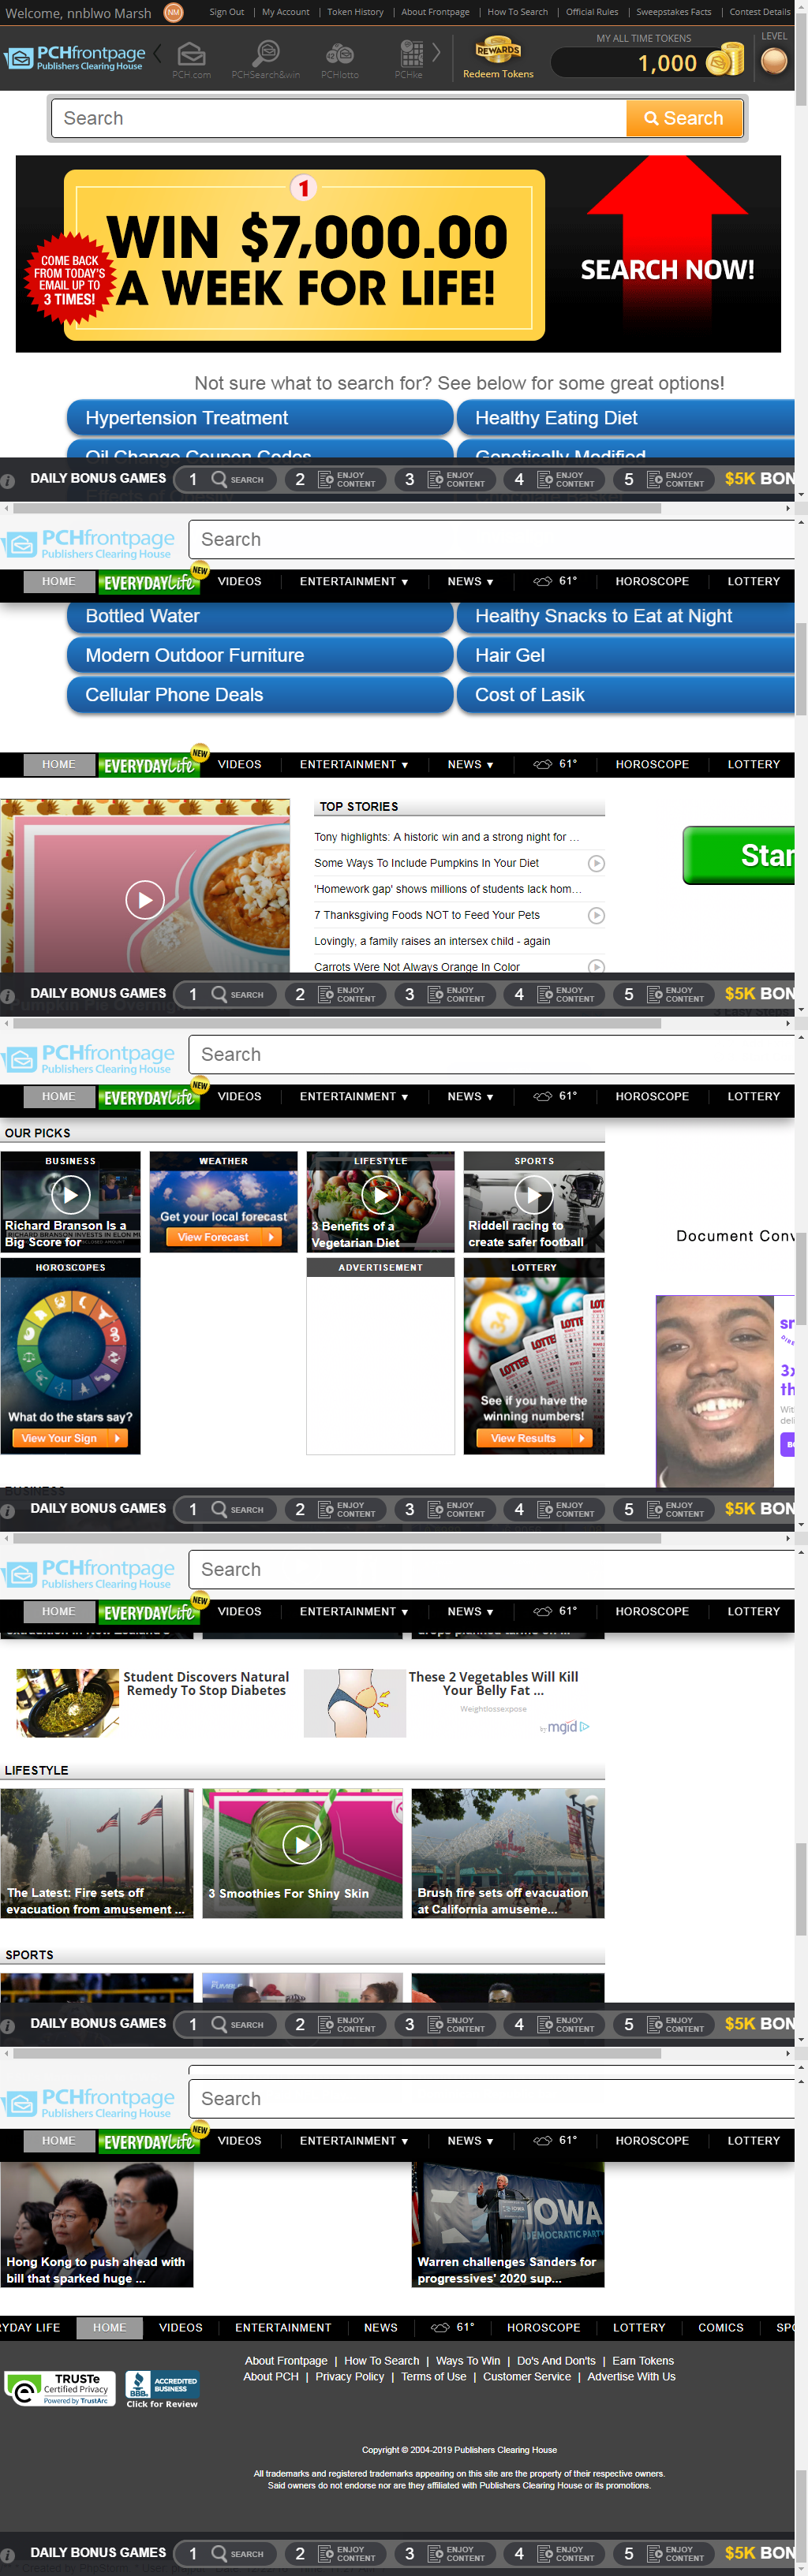 Welcome, nnblwo Marsh NM Sign Out | My Account | Token History | About Frontpage | How To Search | Official Rules | Sweepstakes Facts | Contest Details
PCHfrontpage
Publishers Clearing House
PCH.com PCHSearch&win PCHlotto PCHke
REWARDS
Redeem Tokens
MY ALL TIME TOKENS
1,000
LEVEL
Search Search
1
WIN $7,000.00
A WEEK FOR LIFE!
COME BACK
FROM TODAY'S
EMAIL UP TO
3 TIMES!
SEARCH NOW!
Not sure what to search for? See below for some great options!
Hypertension Treatment Healthy Eating Diet
Oil Change Coupon Codes Genetically Modified
DAILY BONUS GAMES 1 SEARCH 2 ENJOY CONTENT 3 ENJOY CONTENT 4 ENJOY CONTENT 5 ENJOY CONTENT $5K BON
PCHfrontpage
Publishers Clearing House
Search
HOME EVERYDAYLife NEW VIDEOS ENTERTAINMENT ▼ NEWS ▼ 61° HOROSCOPE LOTTERY
Bottled Water Healthy Snacks to Eat at Night
Modern Outdoor Furniture Hair Gel
Cellular Phone Deals Cost of Lasik
HOME EVERYDAYLife NEW VIDEOS ENTERTAINMENT ▼ NEWS ▼ 61° HOROSCOPE LOTTERY
TOP STORIES
Tony highlights: A historic win and a strong night for ...
Some Ways To Include Pumpkins In Your Diet
'Homework gap' shows millions of students lack hom...
7 Thanksgiving Foods NOT to Feed Your Pets
Lovingly, a family raises an intersex child - again
Carrots Were Not Always Orange In Color
Star
DAILY BONUS GAMES 1 SEARCH 2 ENJOY CONTENT 3 ENJOY CONTENT 4 ENJOY CONTENT 5 ENJOY CONTENT $5K BON
PCHfrontpage
Publishers Clearing House
Search
HOME EVERYDAYLife NEW VIDEOS ENTERTAINMENT ▼ NEWS ▼ 61° HOROSCOPE LOTTERY
OUR PICKS
BUSINESS WEATHER LIFESTYLE SPORTS
Richard Branson Is a
Big Score for
Get your local forecast
View Forecast
3 Benefits of a
Vegetarian Diet
Riddell racing to
create safer football
Document Conv
HOROSCOPES ADVERTISEMENT LOTTERY
What do the stars say?
View Your Sign
LOTTER
See if you have the
winning numbers!
View Results
3x
th
DAILY BONUS GAMES 1 SEARCH 2 ENJOY CONTENT 3 ENJOY CONTENT 4 ENJOY CONTENT 5 ENJOY CONTENT $5K BON
PCHfrontpage
Publishers Clearing House
Search
HOME EVERYDAYLife NEW VIDEOS ENTERTAINMENT ▼ NEWS ▼ 61° HOROSCOPE LOTTERY
Student Discovers Natural
Remedy To Stop Diabetes
These 2 Vegetables Will Kill
Your Belly Fat ...
Weightlossexpose
by mgid
LIFESTYLE
The Latest: Fire sets off
evacuation from amusement ...
3 Smoothies For Shiny Skin
Brush fire sets off evacuation
at California amuseme...
SPORTS
DAILY BONUS GAMES 1 SEARCH 2 ENJOY CONTENT 3 ENJOY CONTENT 4 ENJOY CONTENT 5 ENJOY CONTENT $5K BON
PCHfrontpage
Publishers Clearing House
Search
HOME EVERYDAYLife NEW VIDEOS ENTERTAINMENT ▼ NEWS ▼ 61° HOROSCOPE LOTTERY
Hong Kong to push ahead with
bill that sparked huge ...
IOWA
DEMOCRATIC PARTY
Warren challenges Sanders for
progressives' 2020 sup...
RYDAY LIFE HOME VIDEOS ENTERTAINMENT NEWS 61° HOROSCOPE LOTTERY COMICS SPO
About Frontpage | How To Search | Ways To Win | Do's And Don'ts | Earn Tokens
About PCH | Privacy Policy | Terms of Use | Customer Service | Advertise With Us
TRUSTe
Certified Privacy
Powered by TrustArc
BBB ACCREDITED
BUSINESS
Click for Review
Copyright © 2004-2019 Publishers Clearing House
All trademarks and registered trademarks appearing on this site are the property of their respective owners.
Said owners do not endorse nor are they affiliated with Publishers Clearing House or its promotions.
DAILY BONUS GAMES 1 SEARCH 2 ENJOY CONTENT 3 ENJOY CONTENT 4 ENJOY CONTENT 5 ENJOY CONTENT $5K BON